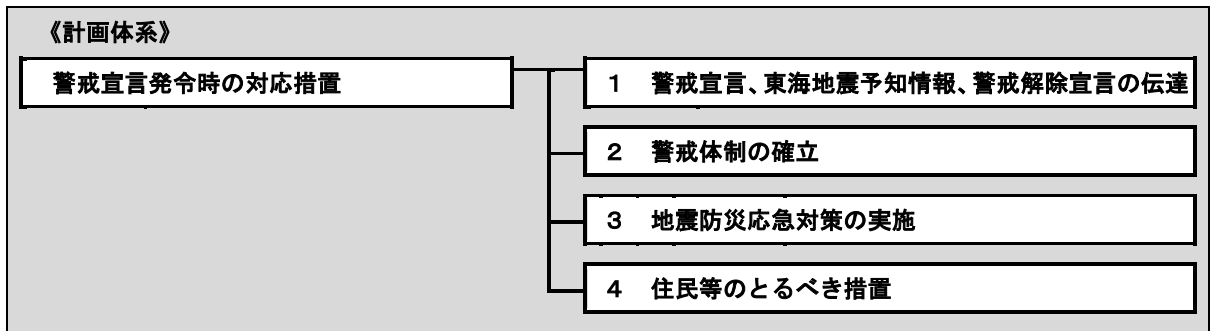 《計画体系》
警戒宣言発令時の対応措置
１　警戒宣言、東海地震予知情報、警戒解除宣言の伝達
２　警戒体制の確立
３　地震防災応急対策の実施
４　住民等のとるべき措置